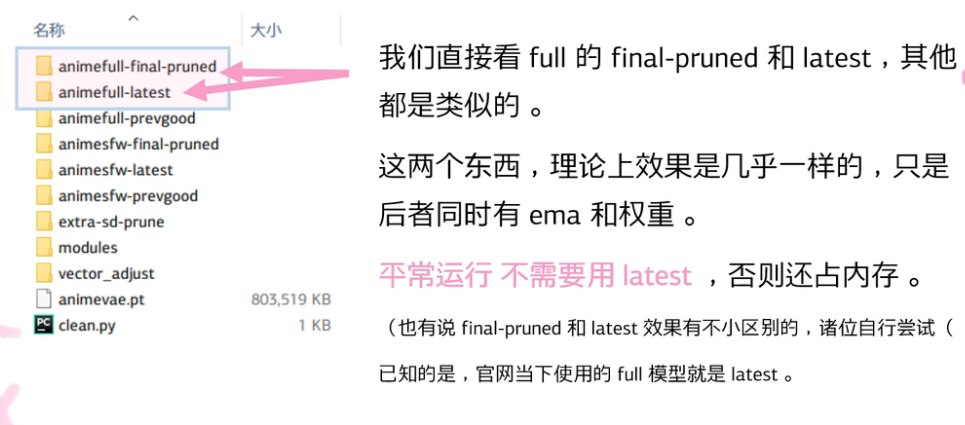 名称
大小
animefull-final-pruned
animefull-latest
animefull-prevgood
animesfw-final-pruned
animesfw-latest
animesfw-prevgood
extra-sd-prune
modules
vector_adjust
animevae.pt 803,519 KB
PC clean.py 1 KB
我们直接看 full 的 final-pruned 和 latest，其他
都是类似的。
这两个东西，理论上效果是几乎一样的，只是
后者同时有 ema 和权重。
平常运行 不需要用 latest ，否则还占内存。
（也有说 final-pruned 和 latest 效果有不小区别的，诸位自行尝试（
已知的是，官网当下使用的 full 模型就是 latest 。